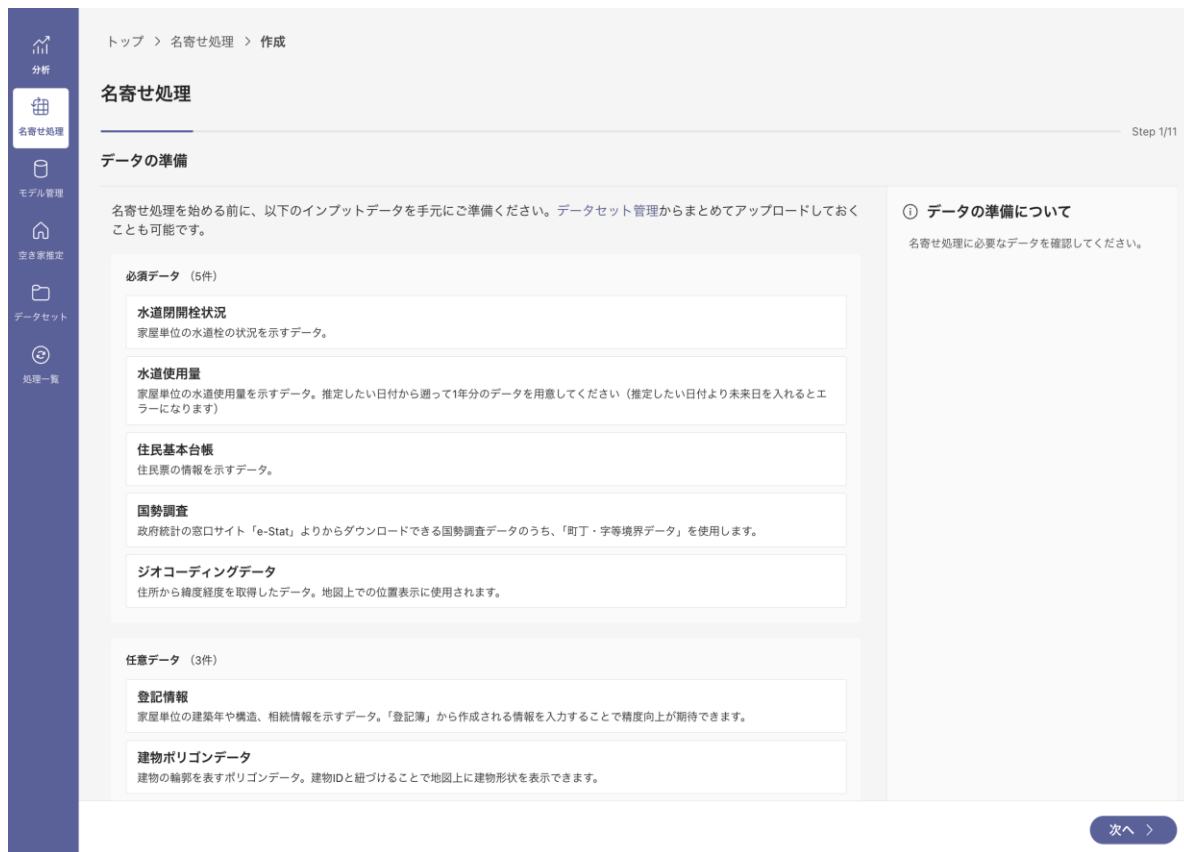 分析
名寄せ処理
モデル管理
空き家推定
データセット
処理一覧
トップ > 名寄せ処理 > 作成
名寄せ処理
Step 1/11
データの準備
名寄せ処理を始める前に、以下のインプットデータを手元にご準備ください。データセット管理からまとめてアップロードしておく
ことも可能です。
必須データ （5件）
水道閉開栓状況
家屋単位の水道栓の状況を示すデータ。
水道使用量
家屋単位の水道使用量を示すデータ。推定したい日付から遡って1年分のデータを用意してください（推定したい日付より未来日を入れるとエ
ラーになります）
住民基本台帳
住民票の情報を示すデータ。
国勢調査
政府統計の窓口サイト「e-Stat」よりからダウンロードできる国勢調査データのうち、「町丁・字等境界データ」を使用します。
ジオコーディングデータ
住所から緯度経度を取得したデータ。地図上での位置表示に使用されます。
任意データ （3件）
登記情報
家屋単位の建築年や構造、相続情報を示すデータ。「登記簿」から作成される情報を入力することで精度向上が期待できます。
建物ポリゴンデータ
建物の輪郭を表すポリゴンデータ。建物IDと紐づけることで地図上に建物形状を表示できます。
データの準備について
名寄せ処理に必要なデータを確認してください。
次へ >